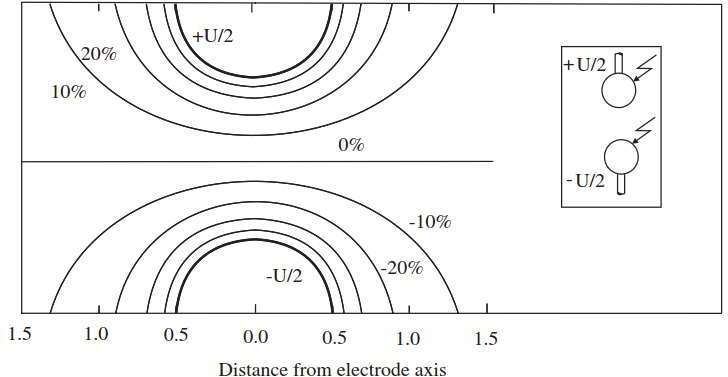 +U/2
20%
10%
0%
-10%
-20%
-U/2
+U/2
-U/2
1.5 1.0 0.5 0.0 0.5 1.0 1.5
Distance from electrode axis